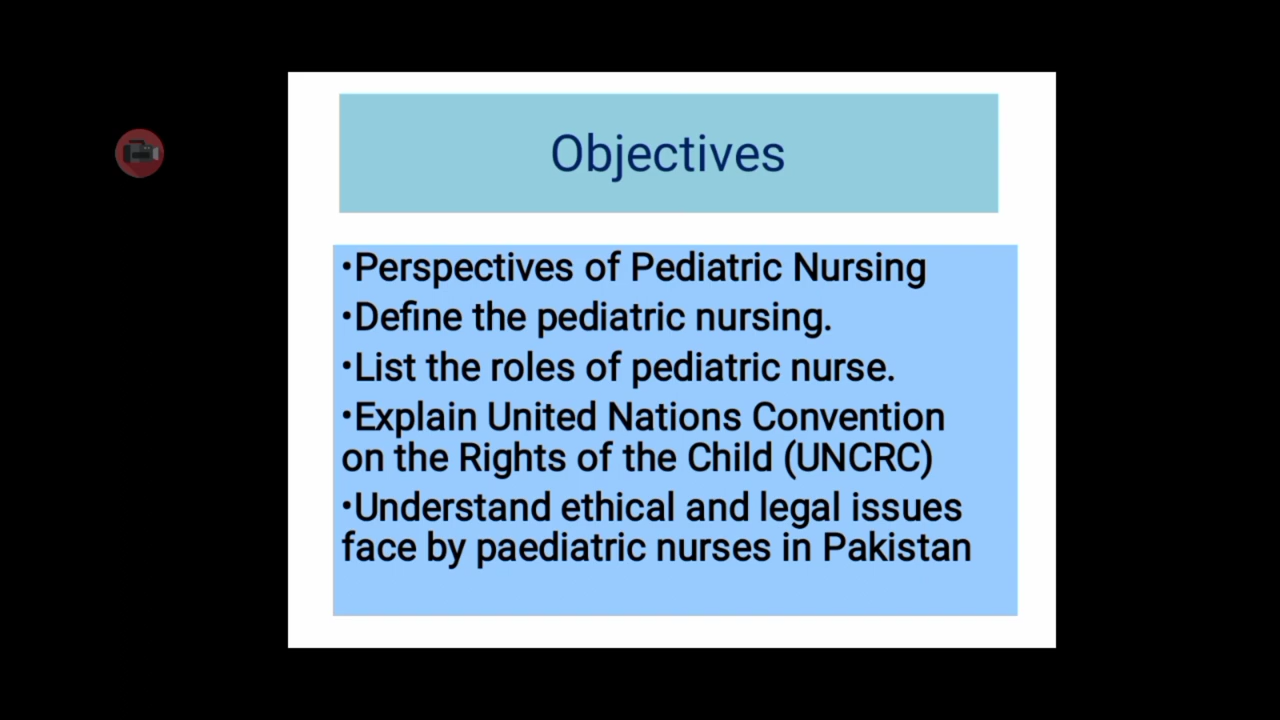 Objectives
•Perspectives of Pediatric Nursing
•Define the pediatric nursing.
•List the roles of pediatric nurse.
•Explain United Nations Convention
on the Rights of the Child (UNCRC)
•Understand ethical and legal issues
face by paediatric nurses in Pakistan